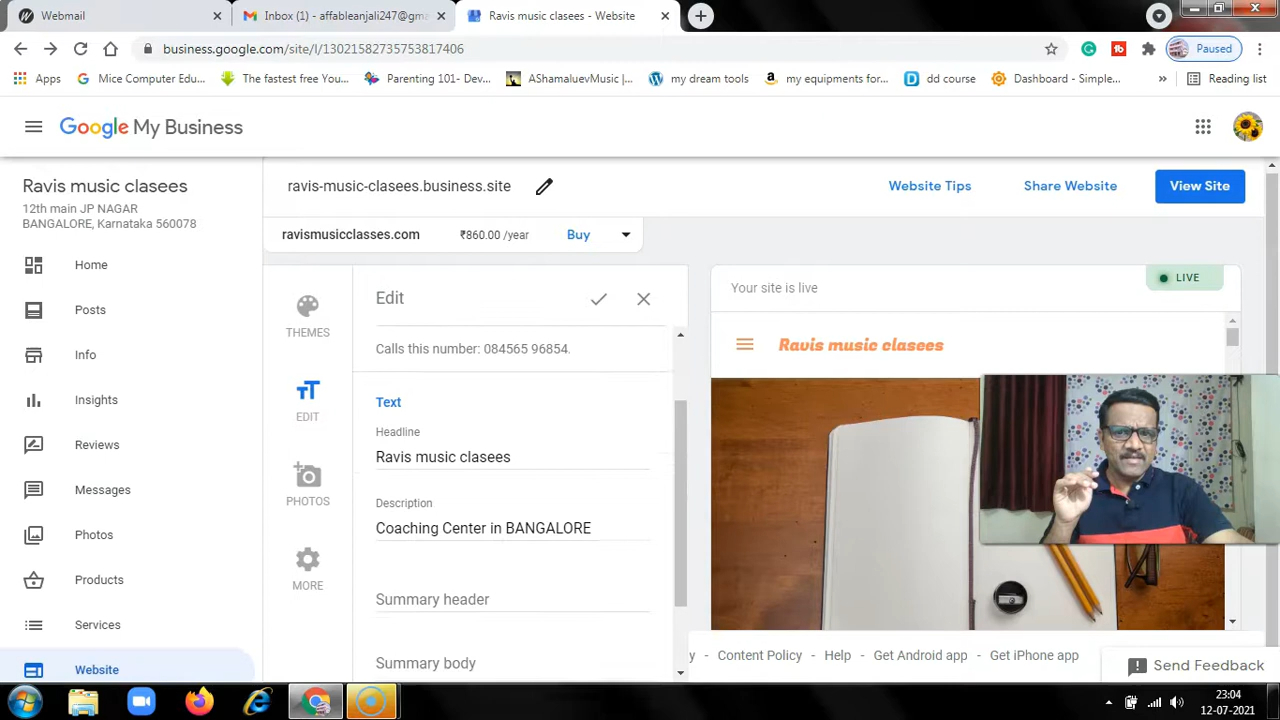 Webmail
Inbox (1) - affableanjali247@gma
Ravis music clasees - Website
business.google.com/site/l/13021582735753817406
Paused
Apps
Mice Computer Edu...
The fastest free You...
Parenting 101- Dev...
AShamaluevMusic |...
my dream tools
my equipments for...
dd course
Dashboard - Simple...
»
Reading list
Google My Business
Ravis music clasees
12th main JP NAGAR
BANGALORE, Karnataka 560078
Home
Posts
Info
Insights
Reviews
Messages
Photos
Products
Services
Website
ravis-music-clasees.business.site
Website Tips
Share Website
View Site
ravismusicclasses.com
₹860.00 /year
Buy
THEMES
EDIT
PHOTOS
MORE
Edit
Calls this number: 084565 96854.
Text
Headline
Ravis music clasees
Description
Coaching Center in BANGALORE
Summary header
Summary body
LIVE
Your site is live
Ravis music clasees
y - Content Policy - Help - Get Android app - Get iPhone app
Send Feedback
23:04
12-07-2021